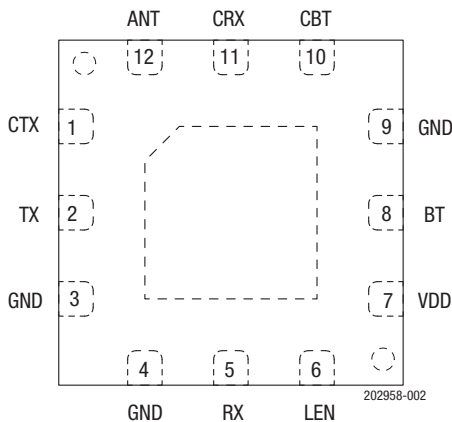 ANT CRX CBT
12 11 10
CTX 1 9 GND
TX 2 8 BT
GND 3 7 VDD
4 5 6
202958-002
GND RX LEN